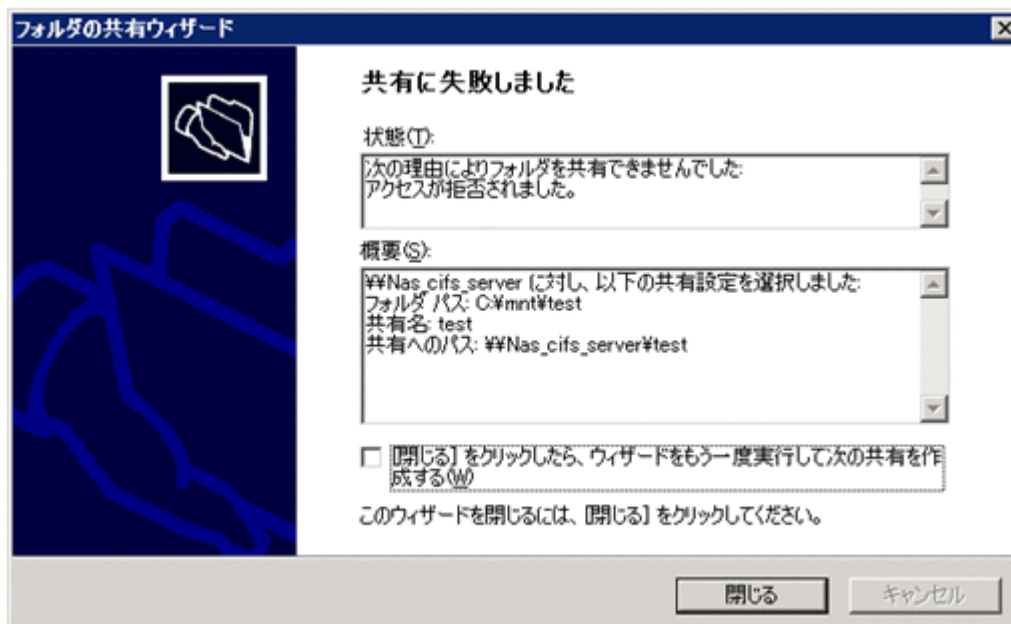 フォルダの共有ウィザード
共有に失敗しました
状態(T):
次の理由によりフォルダを共有できませんでした:
アクセスが拒否されました。
概要(S):
¥¥Nas_cifs_server に対し、以下の共有設定を選択しました:
フォルダ パス: C:¥mnt¥test
共有名: test
共有へのパス: ¥¥Nas_cifs_server¥test
[閉じる] をクリックしたら、ウィザードをもう一度実行して次の共有を作
成する(W)
このウィザードを閉じるには、[閉じる] をクリックしてください。
閉じる
キャンセル